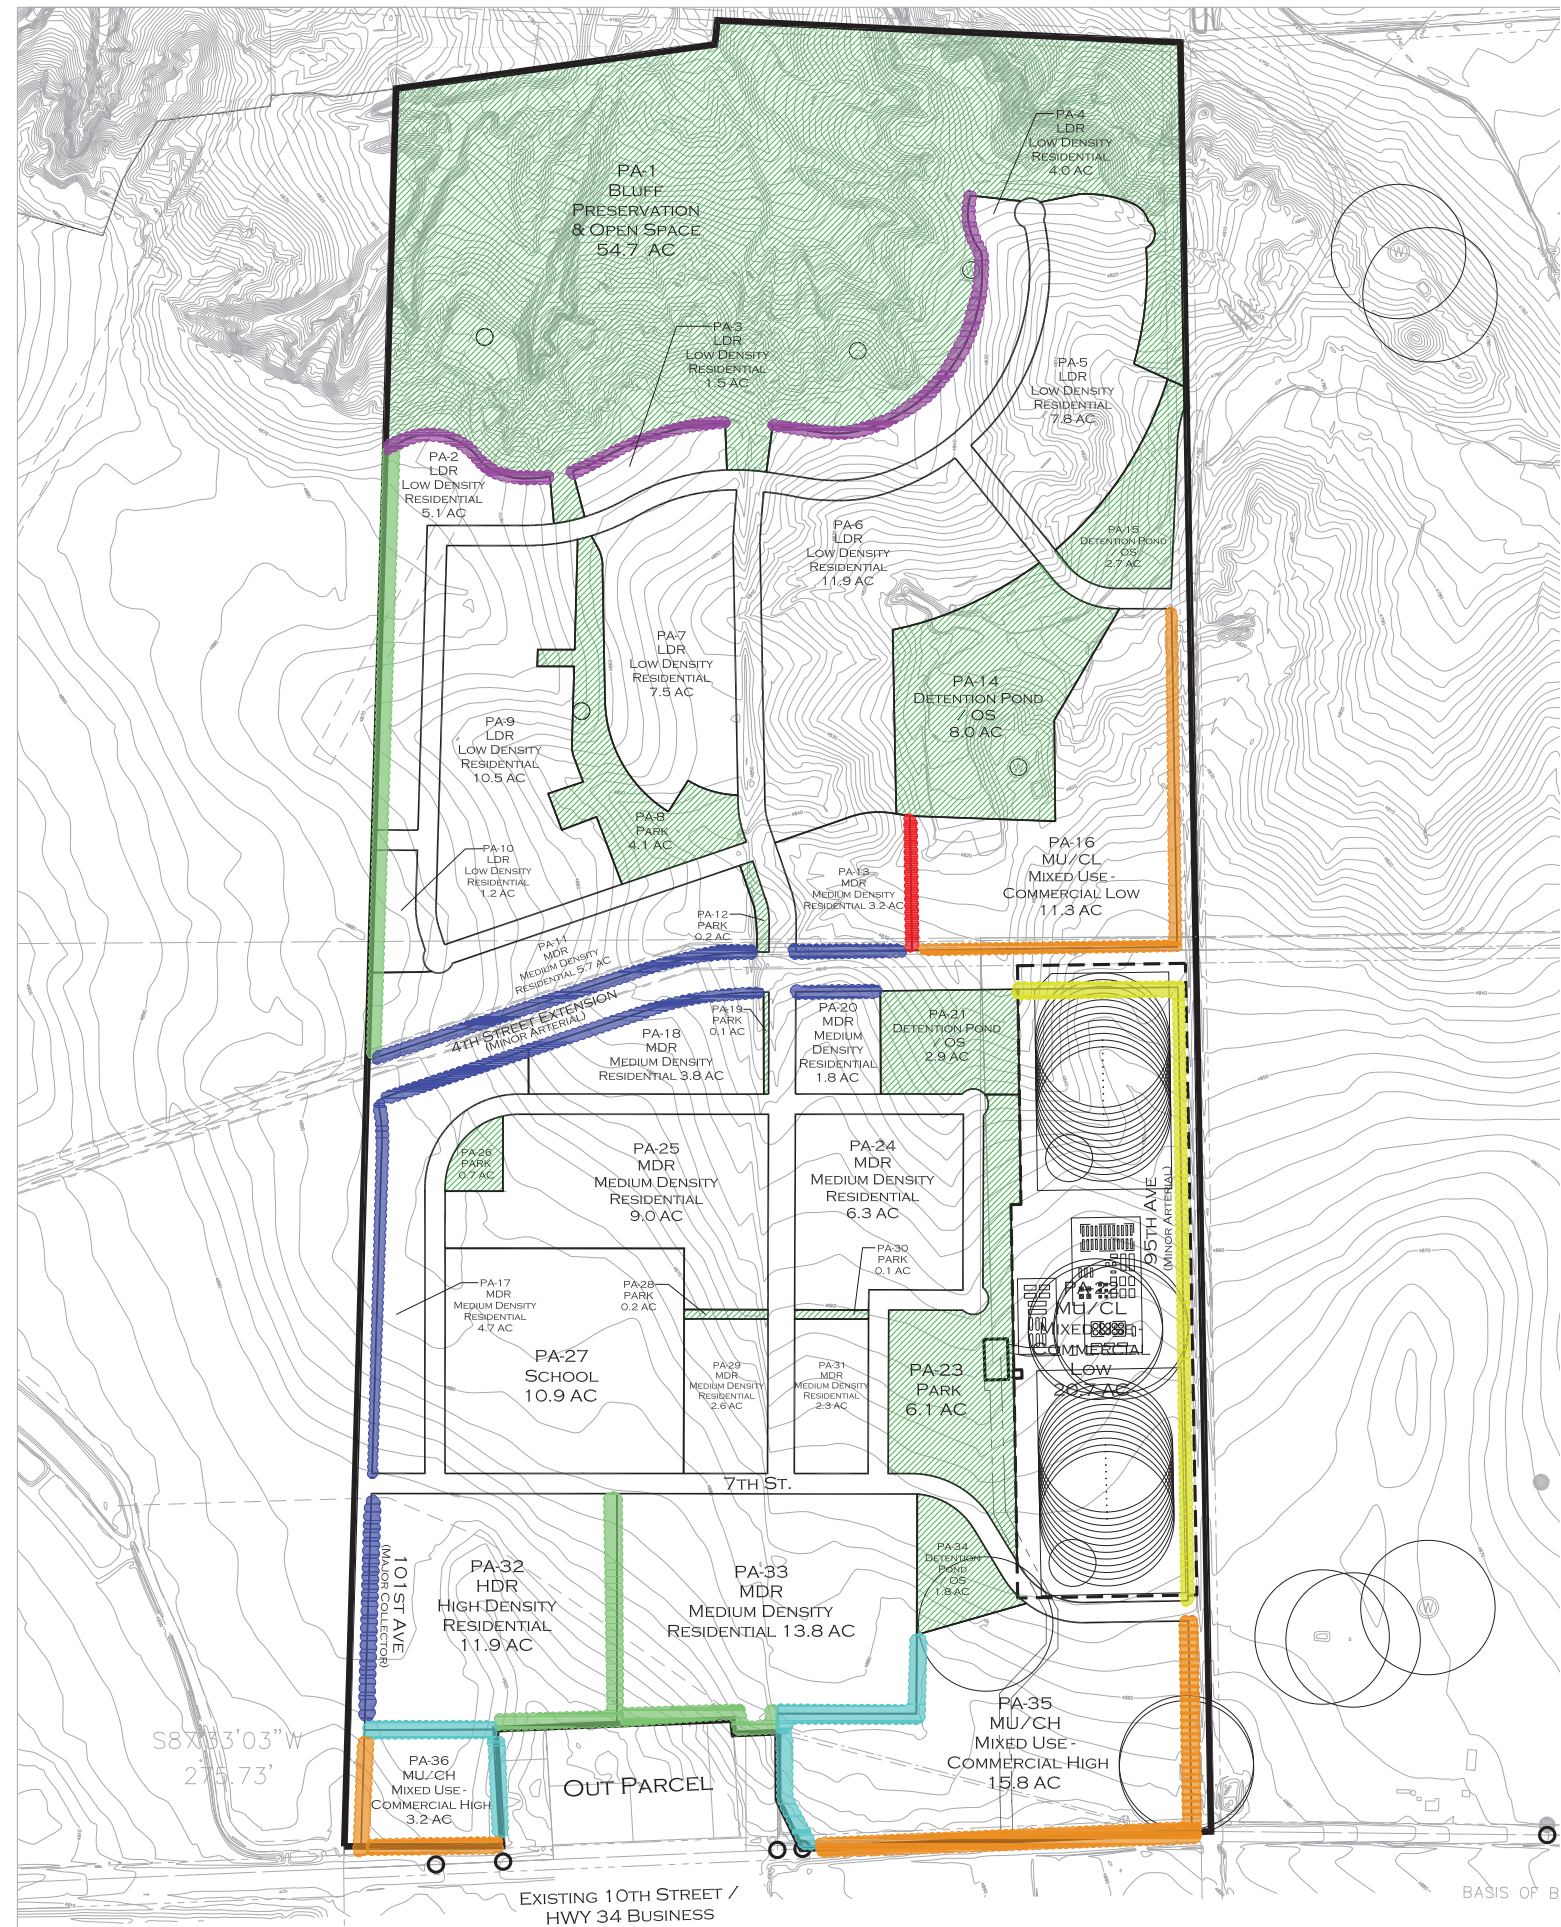 PA-1
BLUFF
PRESERVATION
& OPEN SPACE
54.7 AC
PA-4
LDR
LOW DENSITY
RESIDENTIAL
4.0 AC
PA-3
LDR
LOW DENSITY
RESIDENTIAL
1.5 AC
PA-5
LDR
LOW DENSITY
RESIDENTIAL
7.8 AC
PA-2
LDR
LOW DENSITY
RESIDENTIAL
5.1 AC
PA-6
LDR
LOW DENSITY
RESIDENTIAL
11.9 AC
PA-15
DETENTION POND
/ OS
2.7 AC
PA-7
LDR
LOW DENSITY
RESIDENTIAL
7.5 AC
PA-14
DETENTION POND
/ OS
8.0 AC
PA-9
LDR
LOW DENSITY
RESIDENTIAL
10.5 AC
PA-8
PARK
4.1 AC
PA-10
LDR
LOW DENSITY
RESIDENTIAL
1.2 AC
PA-13
MDR
MEDIUM DENSITY
RESIDENTIAL 3.2 AC
PA-16
MU/CL
MIXED USE -
COMMERCIAL LOW
11.3 AC
PA-12
PARK
0.2 AC
PA-11
MDR
MEDIUM DENSITY
RESIDENTIAL 5.7 AC
4TH STREET EXTENSION
(MINOR ARTERIAL)
PA-19
PARK
0.1 AC
PA-18
MDR
MEDIUM DENSITY
RESIDENTIAL 3.8 AC
PA-20
MDR
MEDIUM
DENSITY
RESIDENTIAL
1.8 AC
PA-21
DETENTION POND
/ OS
2.9 AC
PA-26
PARK
0.7 AC
PA-25
MDR
MEDIUM DENSITY
RESIDENTIAL
9.0 AC
PA-24
MDR
MEDIUM DENSITY
RESIDENTIAL
6.3 AC
95TH AVE
(MINOR ARTERIAL)
PA-30
PARK
0.1 AC
PA-28
PARK
0.2 AC
PA-17
MDR
MEDIUM DENSITY
RESIDENTIAL
4.7 AC
PA-22
MU/CL
MIXED USE -
COMMERCIAL
LOW
20.7 AC
PA-27
SCHOOL
10.9 AC
PA-29
MDR
MEDIUM DENSITY
RESIDENTIAL
2.6 AC
PA-31
MDR
MEDIUM DENSITY
RESIDENTIAL
2.3 AC
PA-23
PARK
6.1 AC
7TH ST.
101ST AVE
(MAJOR COLLECTOR)
PA-32
HDR
HIGH DENSITY
RESIDENTIAL
11.9 AC
PA-33
MDR
MEDIUM DENSITY
RESIDENTIAL 13.8 AC
PA-34
DETENTION
POND
/ OS
1.8 AC
PA-35
MU/CH
MIXED USE -
COMMERCIAL HIGH
15.8 AC
S87°33'03"W
275.73'
PA-36
MU/CH
MIXED USE -
COMMERCIAL HIGH
3.2 AC
OUT PARCEL
EXISTING 10TH STREET /
HWY 34 BUSINESS
BASIS OF B